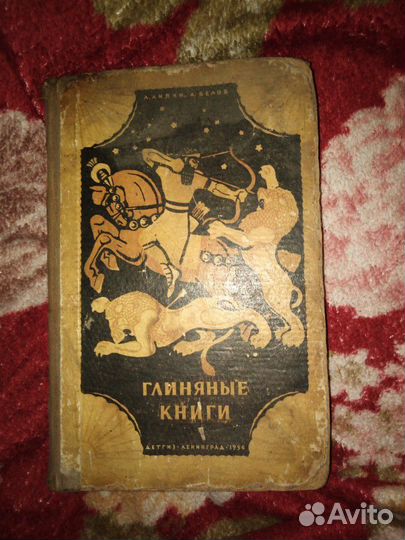 Л. ЛИПИН, А. БЕЛОВ
ГЛИНЯНЫЕ
КНИГИ
ДЕТГИЗ · ЛЕНИНГРАД · 1956
Avito